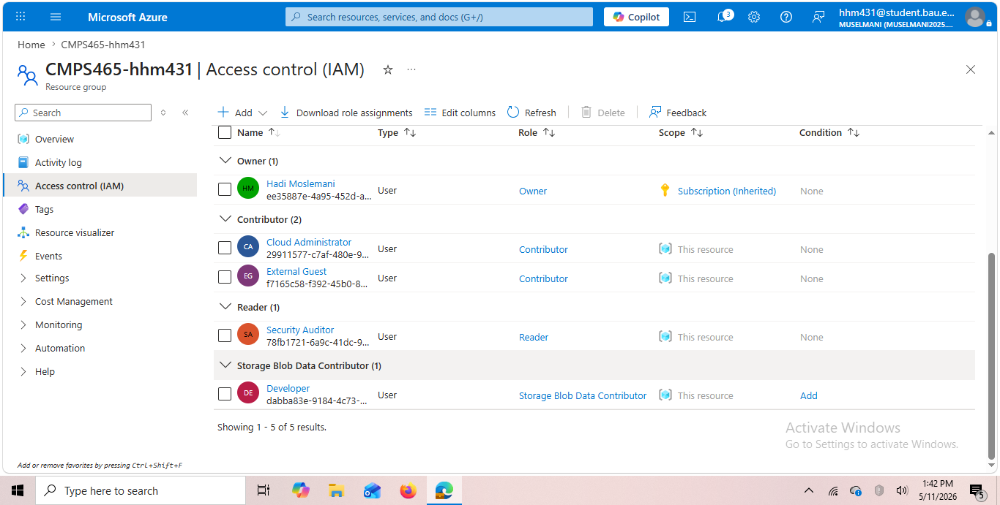 Microsoft Azure
Search resources, services, and docs (G+/)
Copilot
3
hhm431@student.bau.e...
MUSELMANI (MUSELMANI2025....
Home > CMPS465-hhm431
CMPS465-hhm431 | Access control (IAM)
Resource group
Search
Add
Download role assignments
Edit columns
Refresh
Delete
Feedback
Overview
Activity log
Access control (IAM)
Tags
Resource visualizer
Events
Settings
Cost Management
Monitoring
Automation
Help
Add or remove favorites by pressing Ctrl+Shift+F
Name Type Role Scope Condition
Owner (1)
HM Hadi Moslemani
ee35887e-4a95-452d-a... User Owner Subscription (Inherited) None
Contributor (2)
CA Cloud Administrator
29911577-c7af-480e-9... User Contributor This resource None
EG External Guest
f7165c58-f392-45b0-8... User Contributor This resource None
Reader (1)
SA Security Auditor
78fb1721-6a9c-41dc-9... User Reader This resource None
Storage Blob Data Contributor (1)
DE Developer
dabba83e-9184-4c73-... User Storage Blob Data Contributor This resource Add
Showing 1 - 5 of 5 results.
Activate Windows
Go to Settings to activate Windows.
Type here to search
1:42 PM
5/11/2026
5